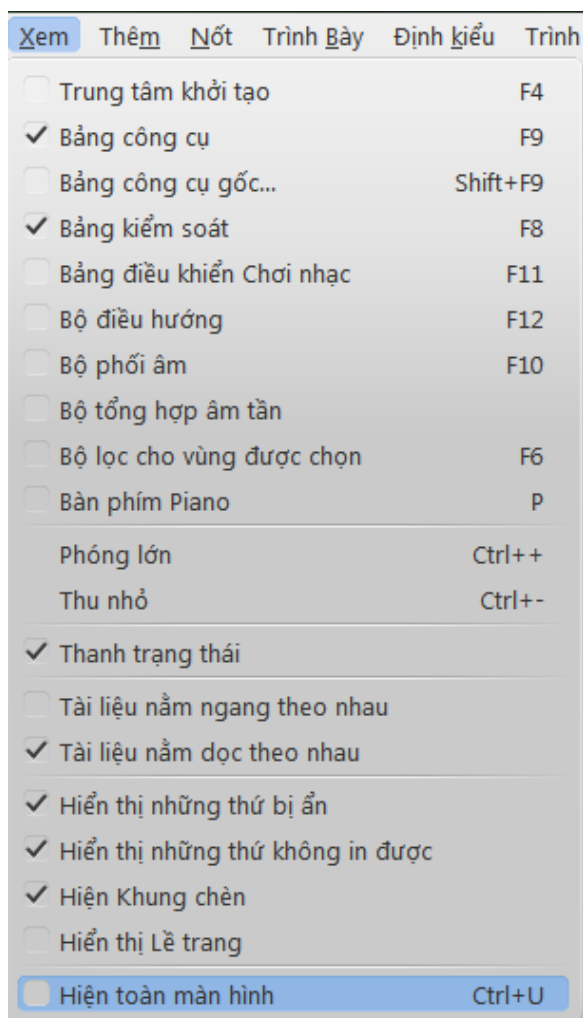 Xem Thêm Nốt Trình Bày Định kiểu Trình
Trung tâm khởi tạo F4
Bảng công cụ F9
Bảng công cụ gốc... Shift+F9
Bảng kiểm soát F8
Bảng điều khiển Chơi nhạc F11
Bộ điều hướng F12
Bộ phối âm F10
Bộ tổng hợp âm tần
Bộ lọc cho vùng được chọn F6
Bàn phím Piano P
Phóng lớn Ctrl++
Thu nhỏ Ctrl+-
Thanh trạng thái
Tài liệu nằm ngang theo nhau
Tài liệu nằm dọc theo nhau
Hiển thị những thứ bị ẩn
Hiển thị những thứ không in được
Hiện Khung chèn
Hiển thị Lề trang
Hiện toàn màn hình Ctrl+U